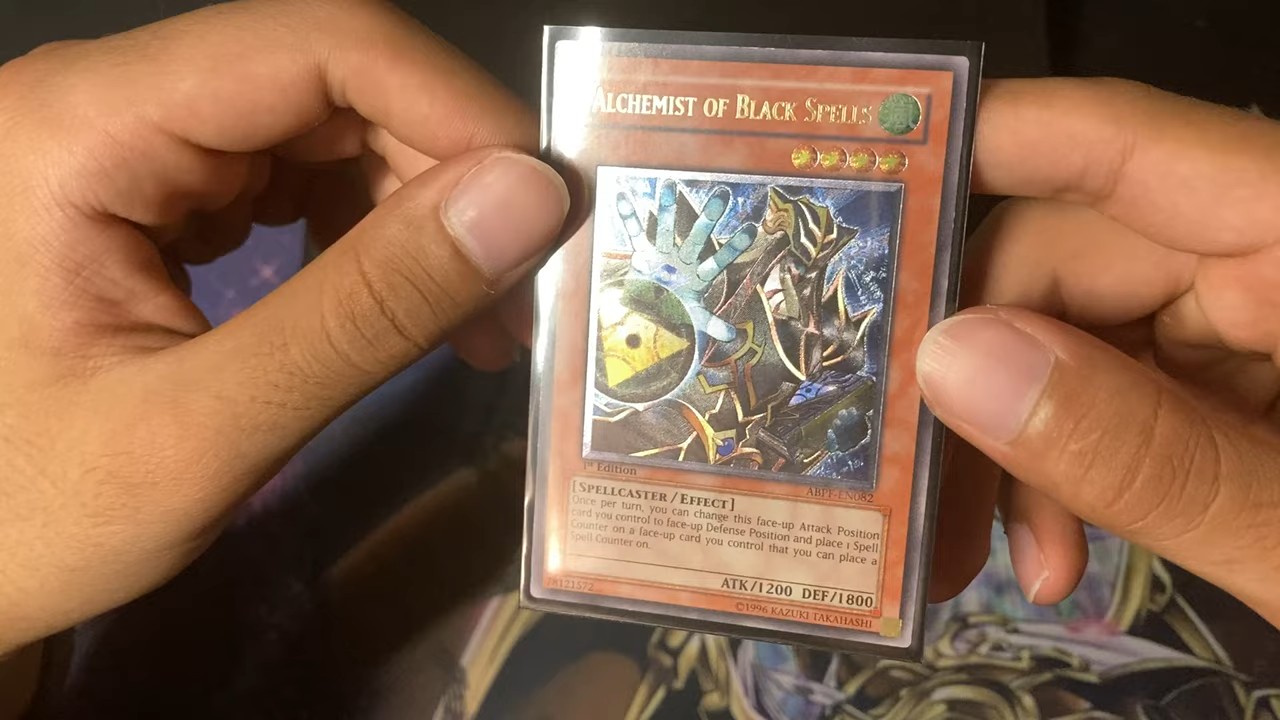 ALCHEMIST OF BLACK SPELLS
1st Edition
ABPF-EN082
[SPELLCASTER / EFFECT]
Once per turn, you can change this face-up Attack Position
card you control to face-up Defense Position and place 1 Spell
Counter on a face-up card you control that you can place a
Spell Counter on.
ATK/1200 DEF/1800
78121572
©1996 KAZUKI TAKAHASHI